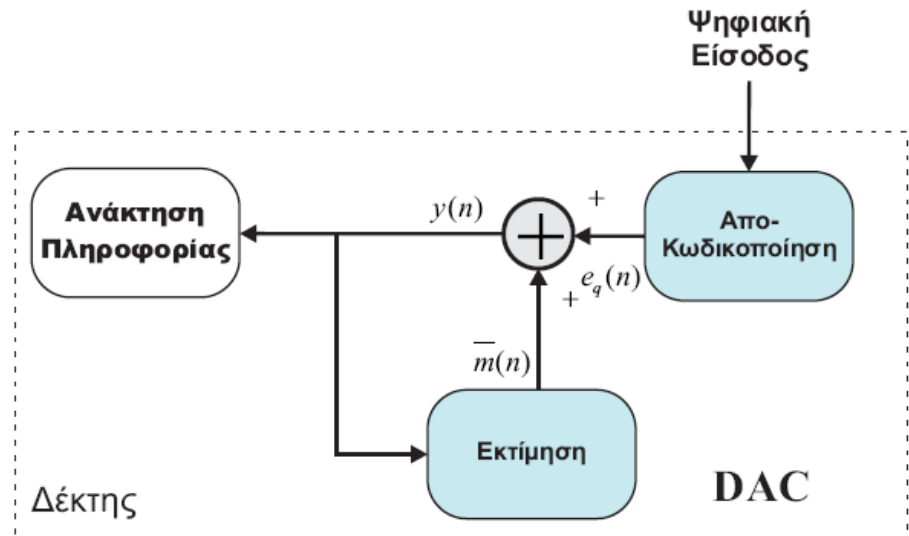 Ψηφιακή
Είσοδος
Ανάκτηση
Πληροφορίας
y(n)
+
+
Απο-
Κωδικοποίηση
+
e_q(n)
m̅(n)
Εκτίμηση
Δέκτης
DAC